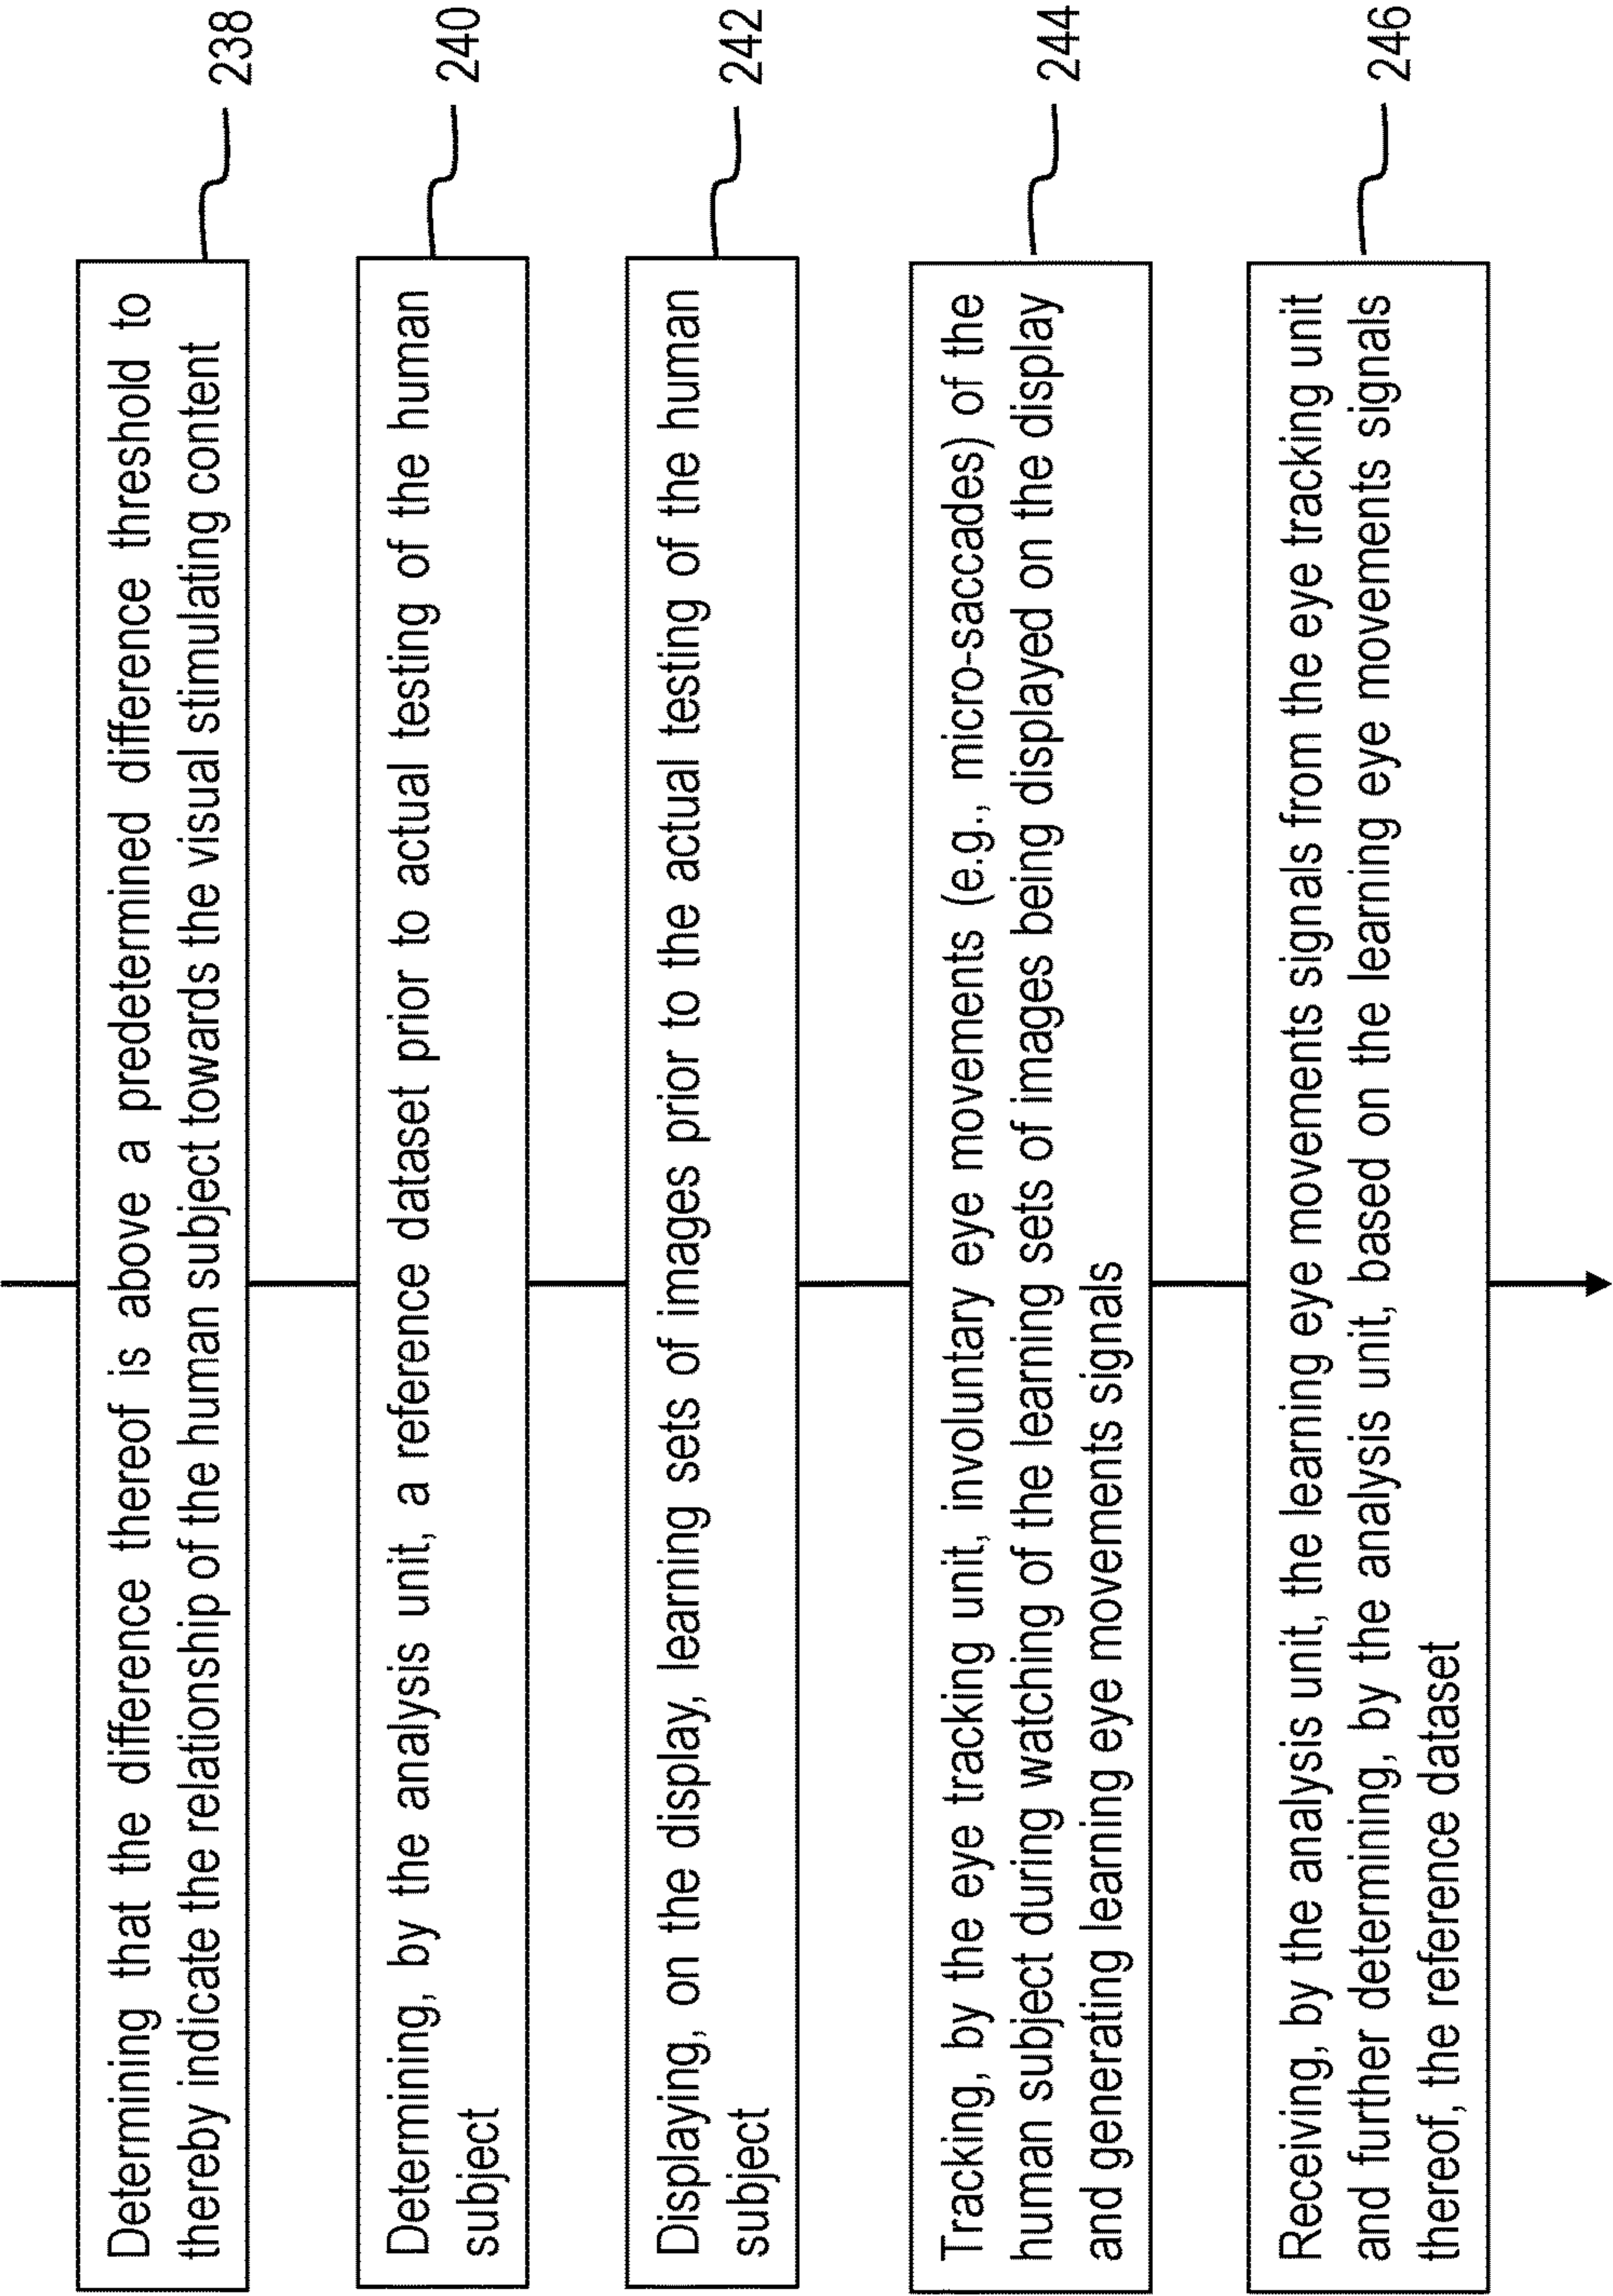 Determining that the difference thereof is above a predetermined difference threshold to
thereby indicate the relationship of the human subject towards the visual stimulating content
238
Determining, by the analysis unit, a reference dataset prior to actual testing of the human
subject
240
Displaying, on the display, learning sets of images prior to the actual testing of the human
subject
242
Tracking, by the eye tracking unit, involuntary eye movements (e.g., micro-saccades) of the
human subject during watching of the learning sets of images being displayed on the display
and generating learning eye movements signals
244
Receiving, by the analysis unit, the learning eye movements signals from the eye tracking unit
and further determining, by the analysis unit, based on the learning eye movements signals
thereof, the reference dataset
246